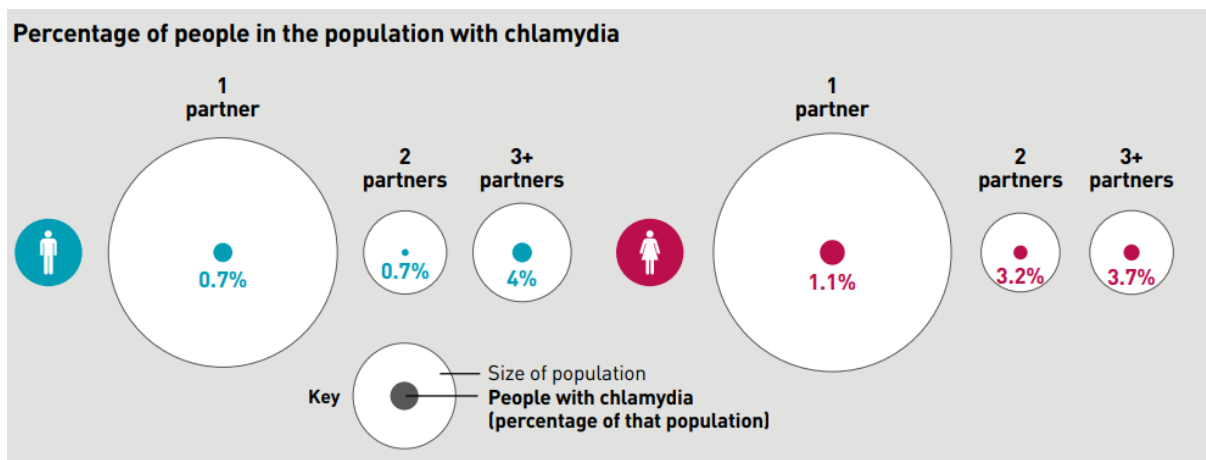 Percentage of people in the population with chlamydia
1
partner
2
partners
3+
partners
0.7%
0.7%
4%
1
partner
2
partners
3+
partners
1.1%
3.2%
3.7%
Key
Size of population
People with chlamydia
(percentage of that population)